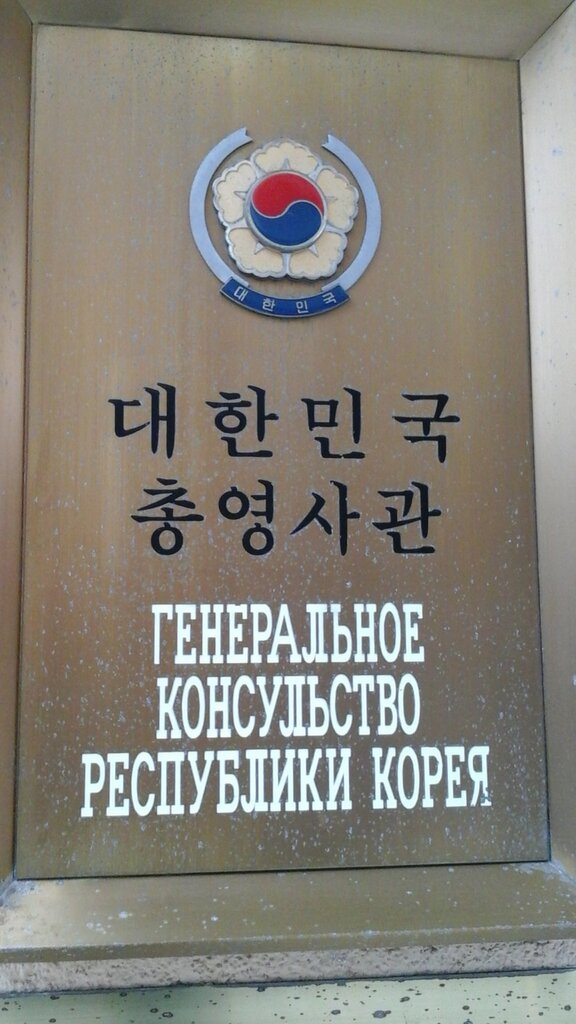 대한민국
대한민국
총영사관
ГЕНЕРАЛЬНОЕ
КОНСУЛЬСТВО
РЕСПУБЛИКИ КОРЕЯ